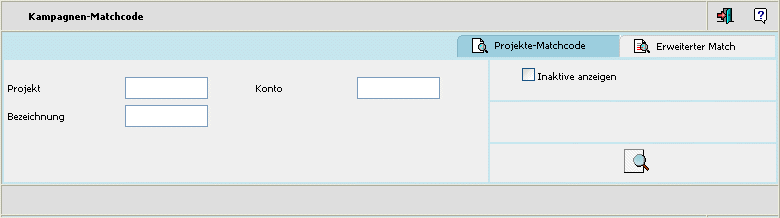 Kampagnen-Matchcode
Projekte-Matchcode Erweiterter Match
Projekt Konto Inaktive anzeigen
Bezeichnung